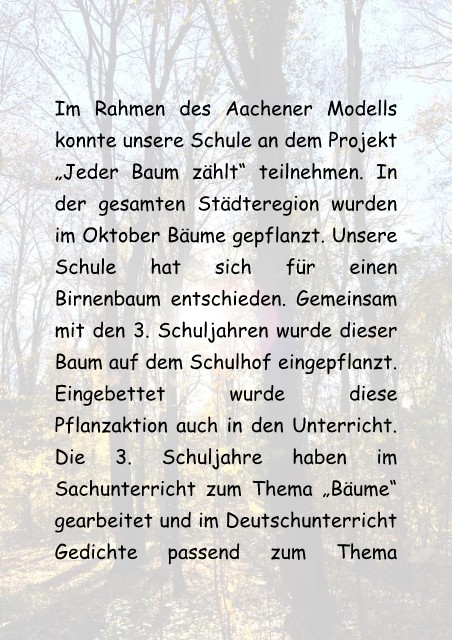 Im Rahmen des Aachener Modells
konnte unsere Schule an dem Projekt
„Jeder Baum zählt“ teilnehmen. In
der gesamten Städteregion wurden
im Oktober Bäume gepflanzt. Unsere
Schule hat sich für einen
Birnenbaum entschieden. Gemeinsam
mit den 3. Schuljahren wurde dieser
Baum auf dem Schulhof eingepflanzt.
Eingebettet wurde diese
Pflanzaktion auch in den Unterricht.
Die 3. Schuljahre haben im
Sachunterricht zum Thema „Bäume“
gearbeitet und im Deutschunterricht
Gedichte passend zum Thema